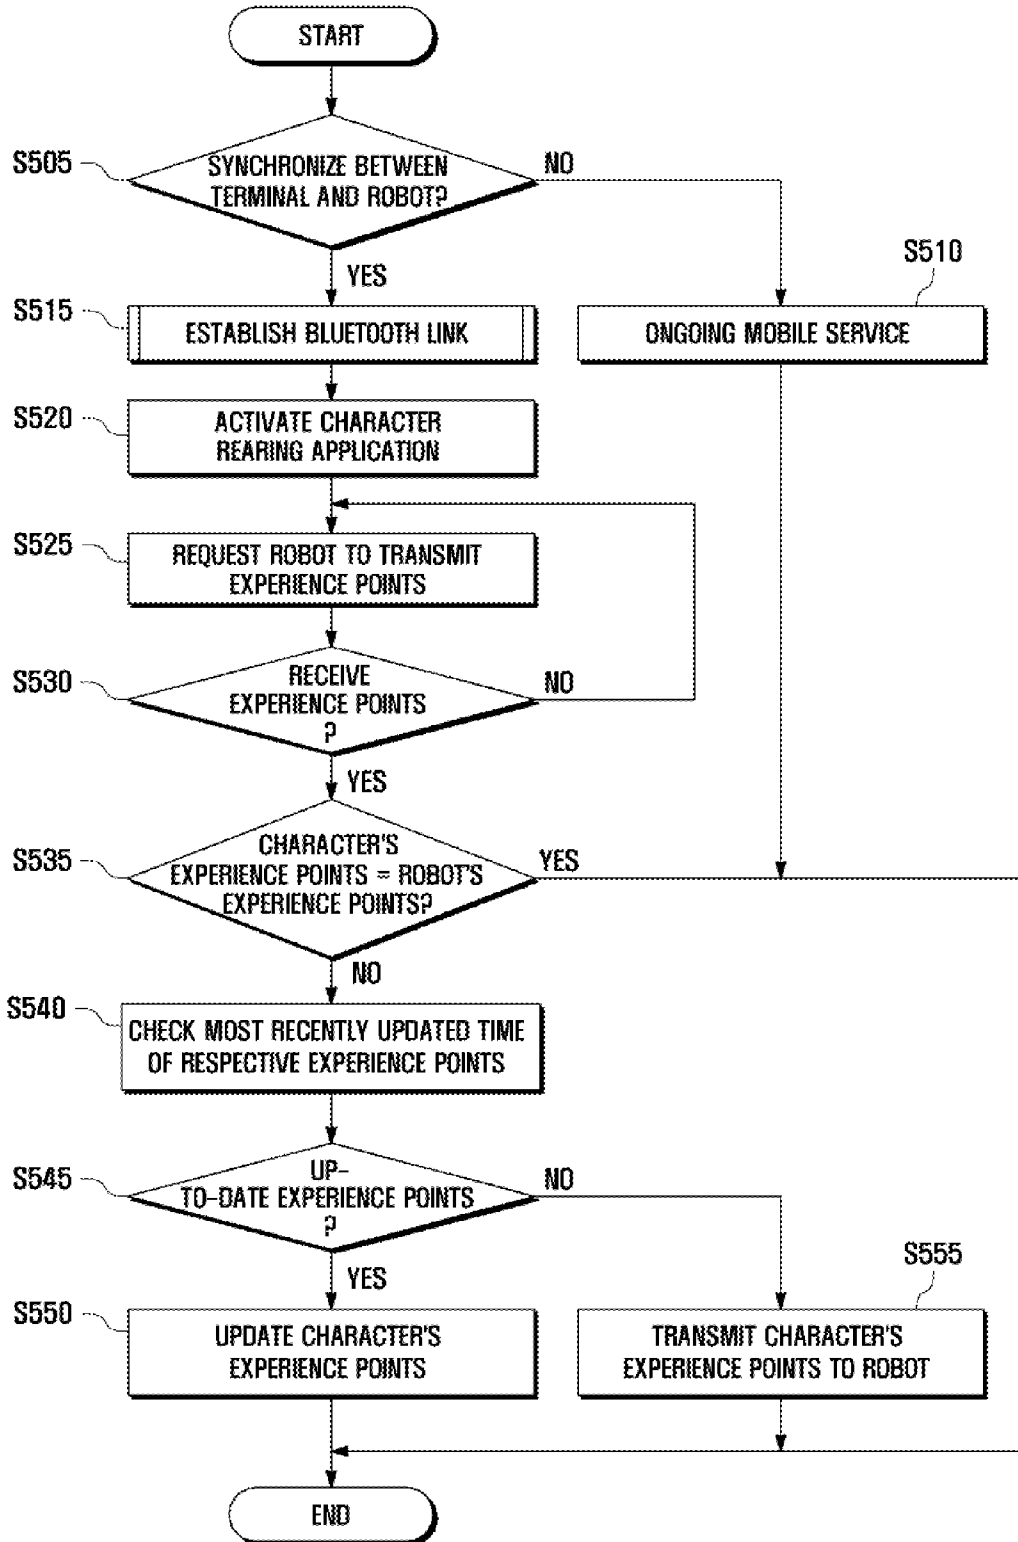 START
S505
SYNCHRONIZE BETWEEN
TERMINAL AND ROBOT?
NO
YES
S510
S515
ESTABLISH BLUETOOTH LINK
ONGOING MOBILE SERVICE
S520
ACTIVATE CHARACTER
REARING APPLICATION
S525
REQUEST ROBOT TO TRANSMIT
EXPERIENCE POINTS
S530
RECEIVE
EXPERIENCE POINTS
?
NO
YES
S535
CHARACTER'S
EXPERIENCE POINTS = ROBOT'S
EXPERIENCE POINTS?
YES
NO
S540
CHECK MOST RECENTLY UPDATED TIME
OF RESPECTIVE EXPERIENCE POINTS
S545
UP-
TO-DATE EXPERIENCE POINTS
?
NO
YES
S555
S550
UPDATE CHARACTER'S
EXPERIENCE POINTS
TRANSMIT CHARACTER'S
EXPERIENCE POINTS TO ROBOT
END